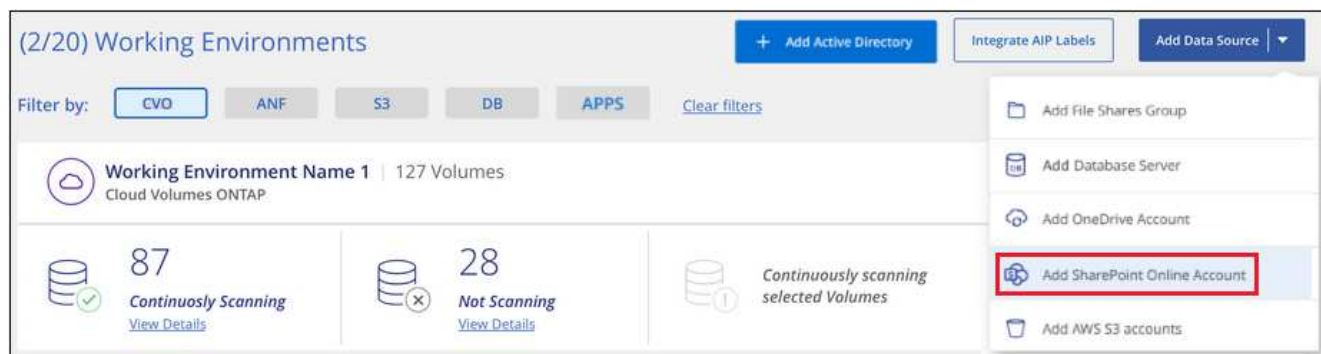 (2/20) Working Environments
+ Add Active Directory
Integrate AIP Labels
Add Data Source
Filter by:
CVO
ANF
S3
DB
APPS
Clear filters
Working Environment Name 1 | 127 Volumes
Cloud Volumes ONTAP
87
Continuosly Scanning
View Details
28
Not Scanning
View Details
Continuously scanning
selected Volumes
Add File Shares Group
DB
Add Database Server
Add OneDrive Account
Add SharePoint Online Account
Add AWS S3 accounts